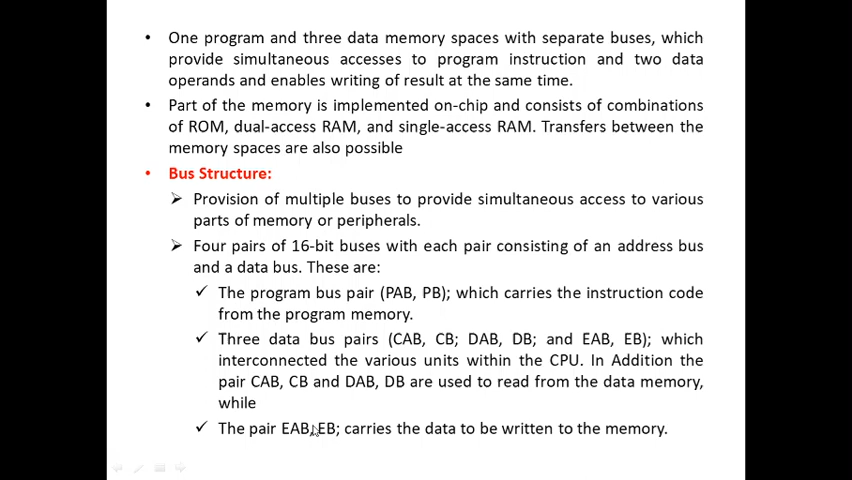 • One program and three data memory spaces with separate buses, which
provide simultaneous accesses to program instruction and two data
operands and enables writing of result at the same time.
• Part of the memory is implemented on-chip and consists of combinations
of ROM, dual-access RAM, and single-access RAM. Transfers between the
memory spaces are also possible
• Bus Structure:
➢ Provision of multiple buses to provide simultaneous access to various
parts of memory or peripherals.
➢ Four pairs of 16-bit buses with each pair consisting of an address bus
and a data bus. These are:
✓ The program bus pair (PAB, PB); which carries the instruction code
from the program memory.
✓ Three data bus pairs (CAB, CB; DAB, DB; and EAB, EB); which
interconnected the various units within the CPU. In Addition the
pair CAB, CB and DAB, DB are used to read from the data memory,
while
✓ The pair EAB, EB; carries the data to be written to the memory.